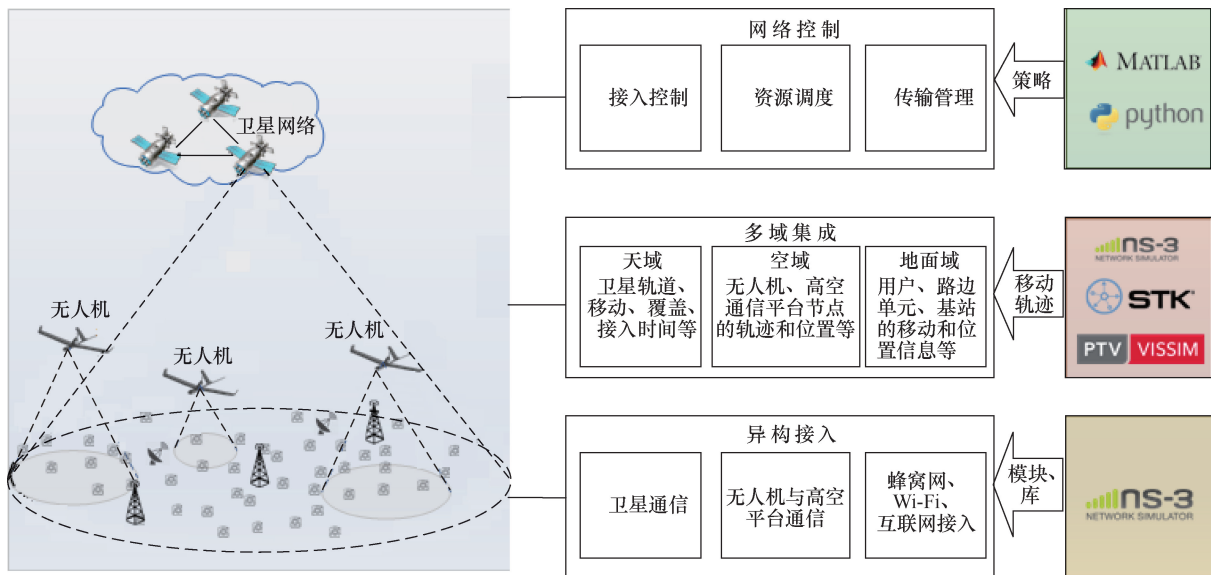 卫星网络
无人机
无人机
无人机
网络控制
接入控制
资源调度
传输管理
策略
MATLAB
python
多域集成
天域
卫星轨道、
移动、覆盖、
接入时间等
空域
无人机、高空
通信平台节点
的轨迹和位置等
地面域
用户、路边
单元、基站
的移动和位
置信息等
移动
轨迹
ns-3
NETWORK SIMULATOR
STK
PTV VISSIM
异构接入
卫星通信
无人机与高空
平台通信
蜂窝网、
Wi-Fi、
互联网接入
模块、
库
ns-3
NETWORK SIMULATOR